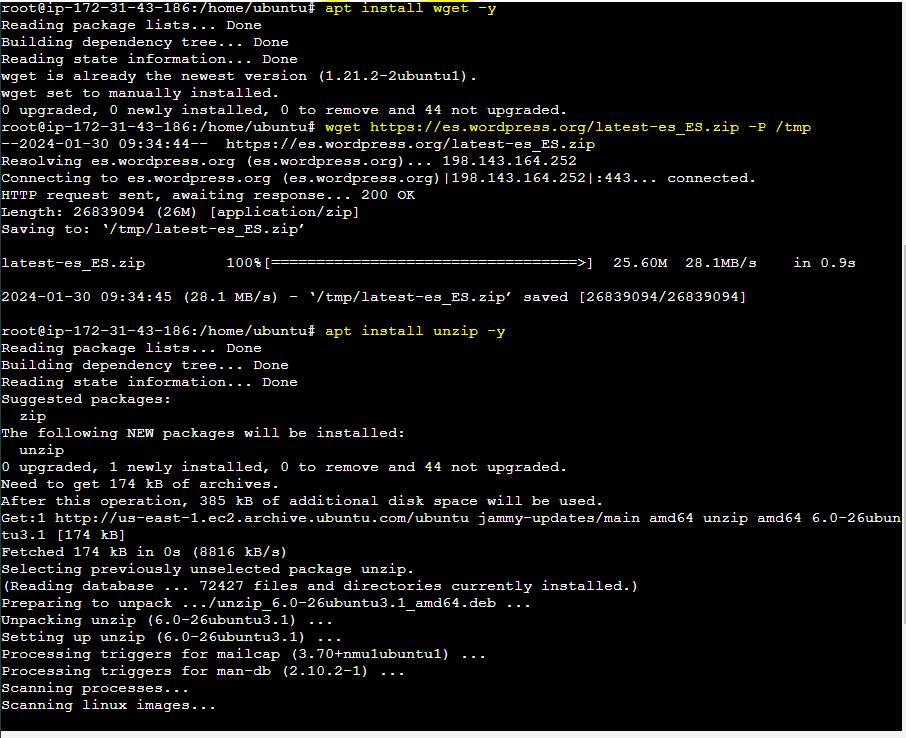 root@ip-172-31-43-186:/home/ubuntu# apt install wget -y
Reading package lists... Done
Building dependency tree... Done
Reading state information... Done
wget is already the newest version (1.21.2-2ubuntu1).
wget set to manually installed.
0 upgraded, 0 newly installed, 0 to remove and 44 not upgraded.
root@ip-172-31-43-186:/home/ubuntu# wget https://es.wordpress.org/latest-es_ES.zip -P /tmp
--2024-01-30 09:34:44--  https://es.wordpress.org/latest-es_ES.zip
Resolving es.wordpress.org (es.wordpress.org)... 198.143.164.252
Connecting to es.wordpress.org (es.wordpress.org)|198.143.164.252|:443... connected.
HTTP request sent, awaiting response... 200 OK
Length: 26839094 (26M) [application/zip]
Saving to: ‘/tmp/latest-es_ES.zip’
latest-es_ES.zip         100%[==================================>]  25.60M  28.1MB/s    in 0.9s
2024-01-30 09:34:45 (28.1 MB/s) - ‘/tmp/latest-es_ES.zip’ saved [26839094/26839094]
root@ip-172-31-43-186:/home/ubuntu# apt install unzip -y
Reading package lists... Done
Building dependency tree... Done
Reading state information... Done
Suggested packages:
  zip
The following NEW packages will be installed:
  unzip
0 upgraded, 1 newly installed, 0 to remove and 44 not upgraded.
Need to get 174 kB of archives.
After this operation, 385 kB of additional disk space will be used.
Get:1 http://us-east-1.ec2.archive.ubuntu.com/ubuntu jammy-updates/main amd64 unzip amd64 6.0-26ubun
tu3.1 [174 kB]
Fetched 174 kB in 0s (8816 kB/s)
Selecting previously unselected package unzip.
(Reading database ... 72427 files and directories currently installed.)
Preparing to unpack .../unzip_6.0-26ubuntu3.1_amd64.deb ...
Unpacking unzip (6.0-26ubuntu3.1) ...
Setting up unzip (6.0-26ubuntu3.1) ...
Processing triggers for mailcap (3.70+nmu1ubuntu1) ...
Processing triggers for man-db (2.10.2-1) ...
Scanning processes...
Scanning linux images...